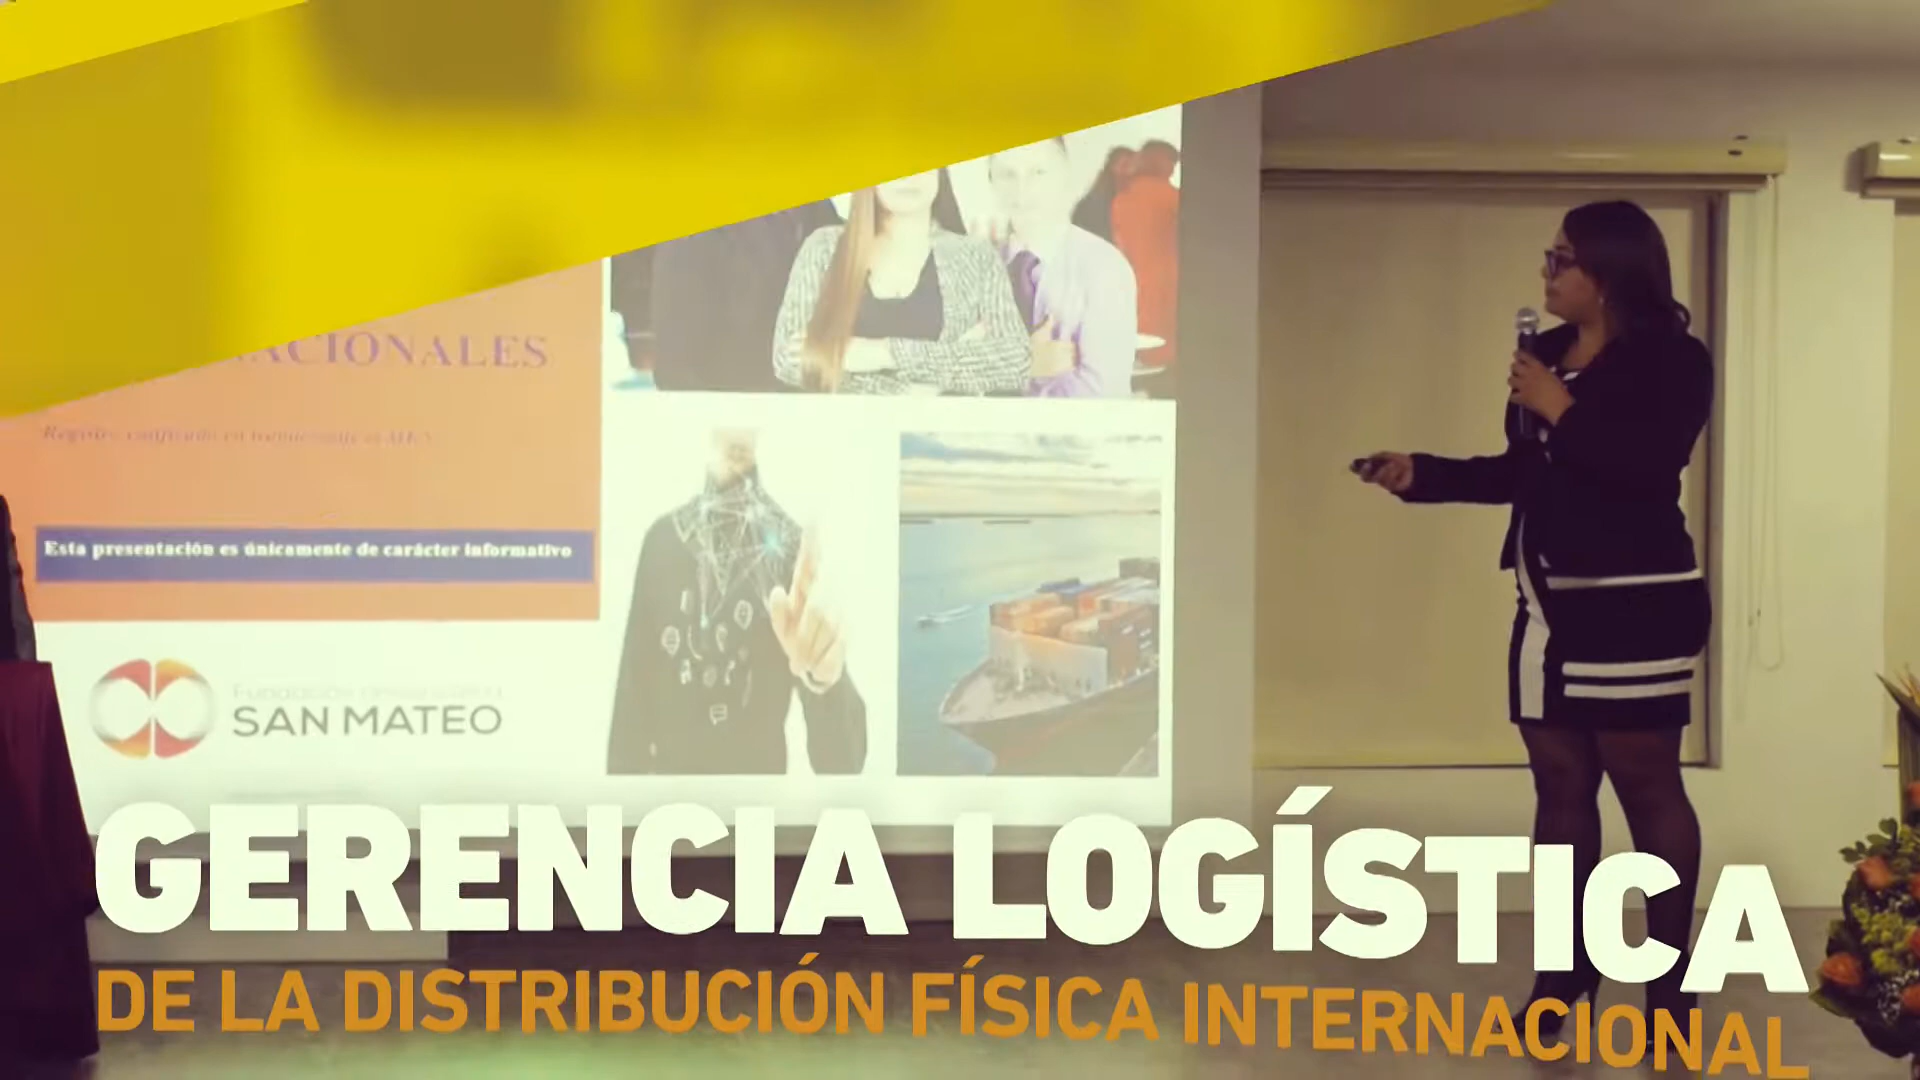 NACIONALES
Esta presentación es únicamente de carácter informativo
SAN MATEO
GERENCIA LOGÍSTICA
DE LA DISTRIBUCIÓN FÍSICA INTERNACIONAL